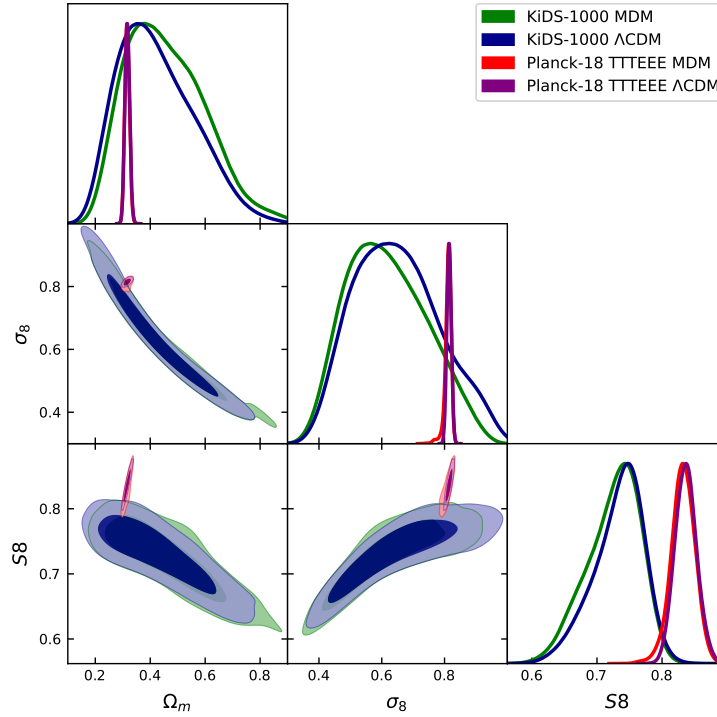 KiDS-1000 MDM
KiDS-1000 ΛCDM
Planck-18 TTTEEE MDM
Planck-18 TTTEEE ΛCDM
σ₈
0.8
0.6
0.4
S8
0.8
0.7
0.6
0.2 0.4 0.6 0.8
0.4 0.6 0.8
0.6 0.7 0.8
Ωₘ
σ₈
S8